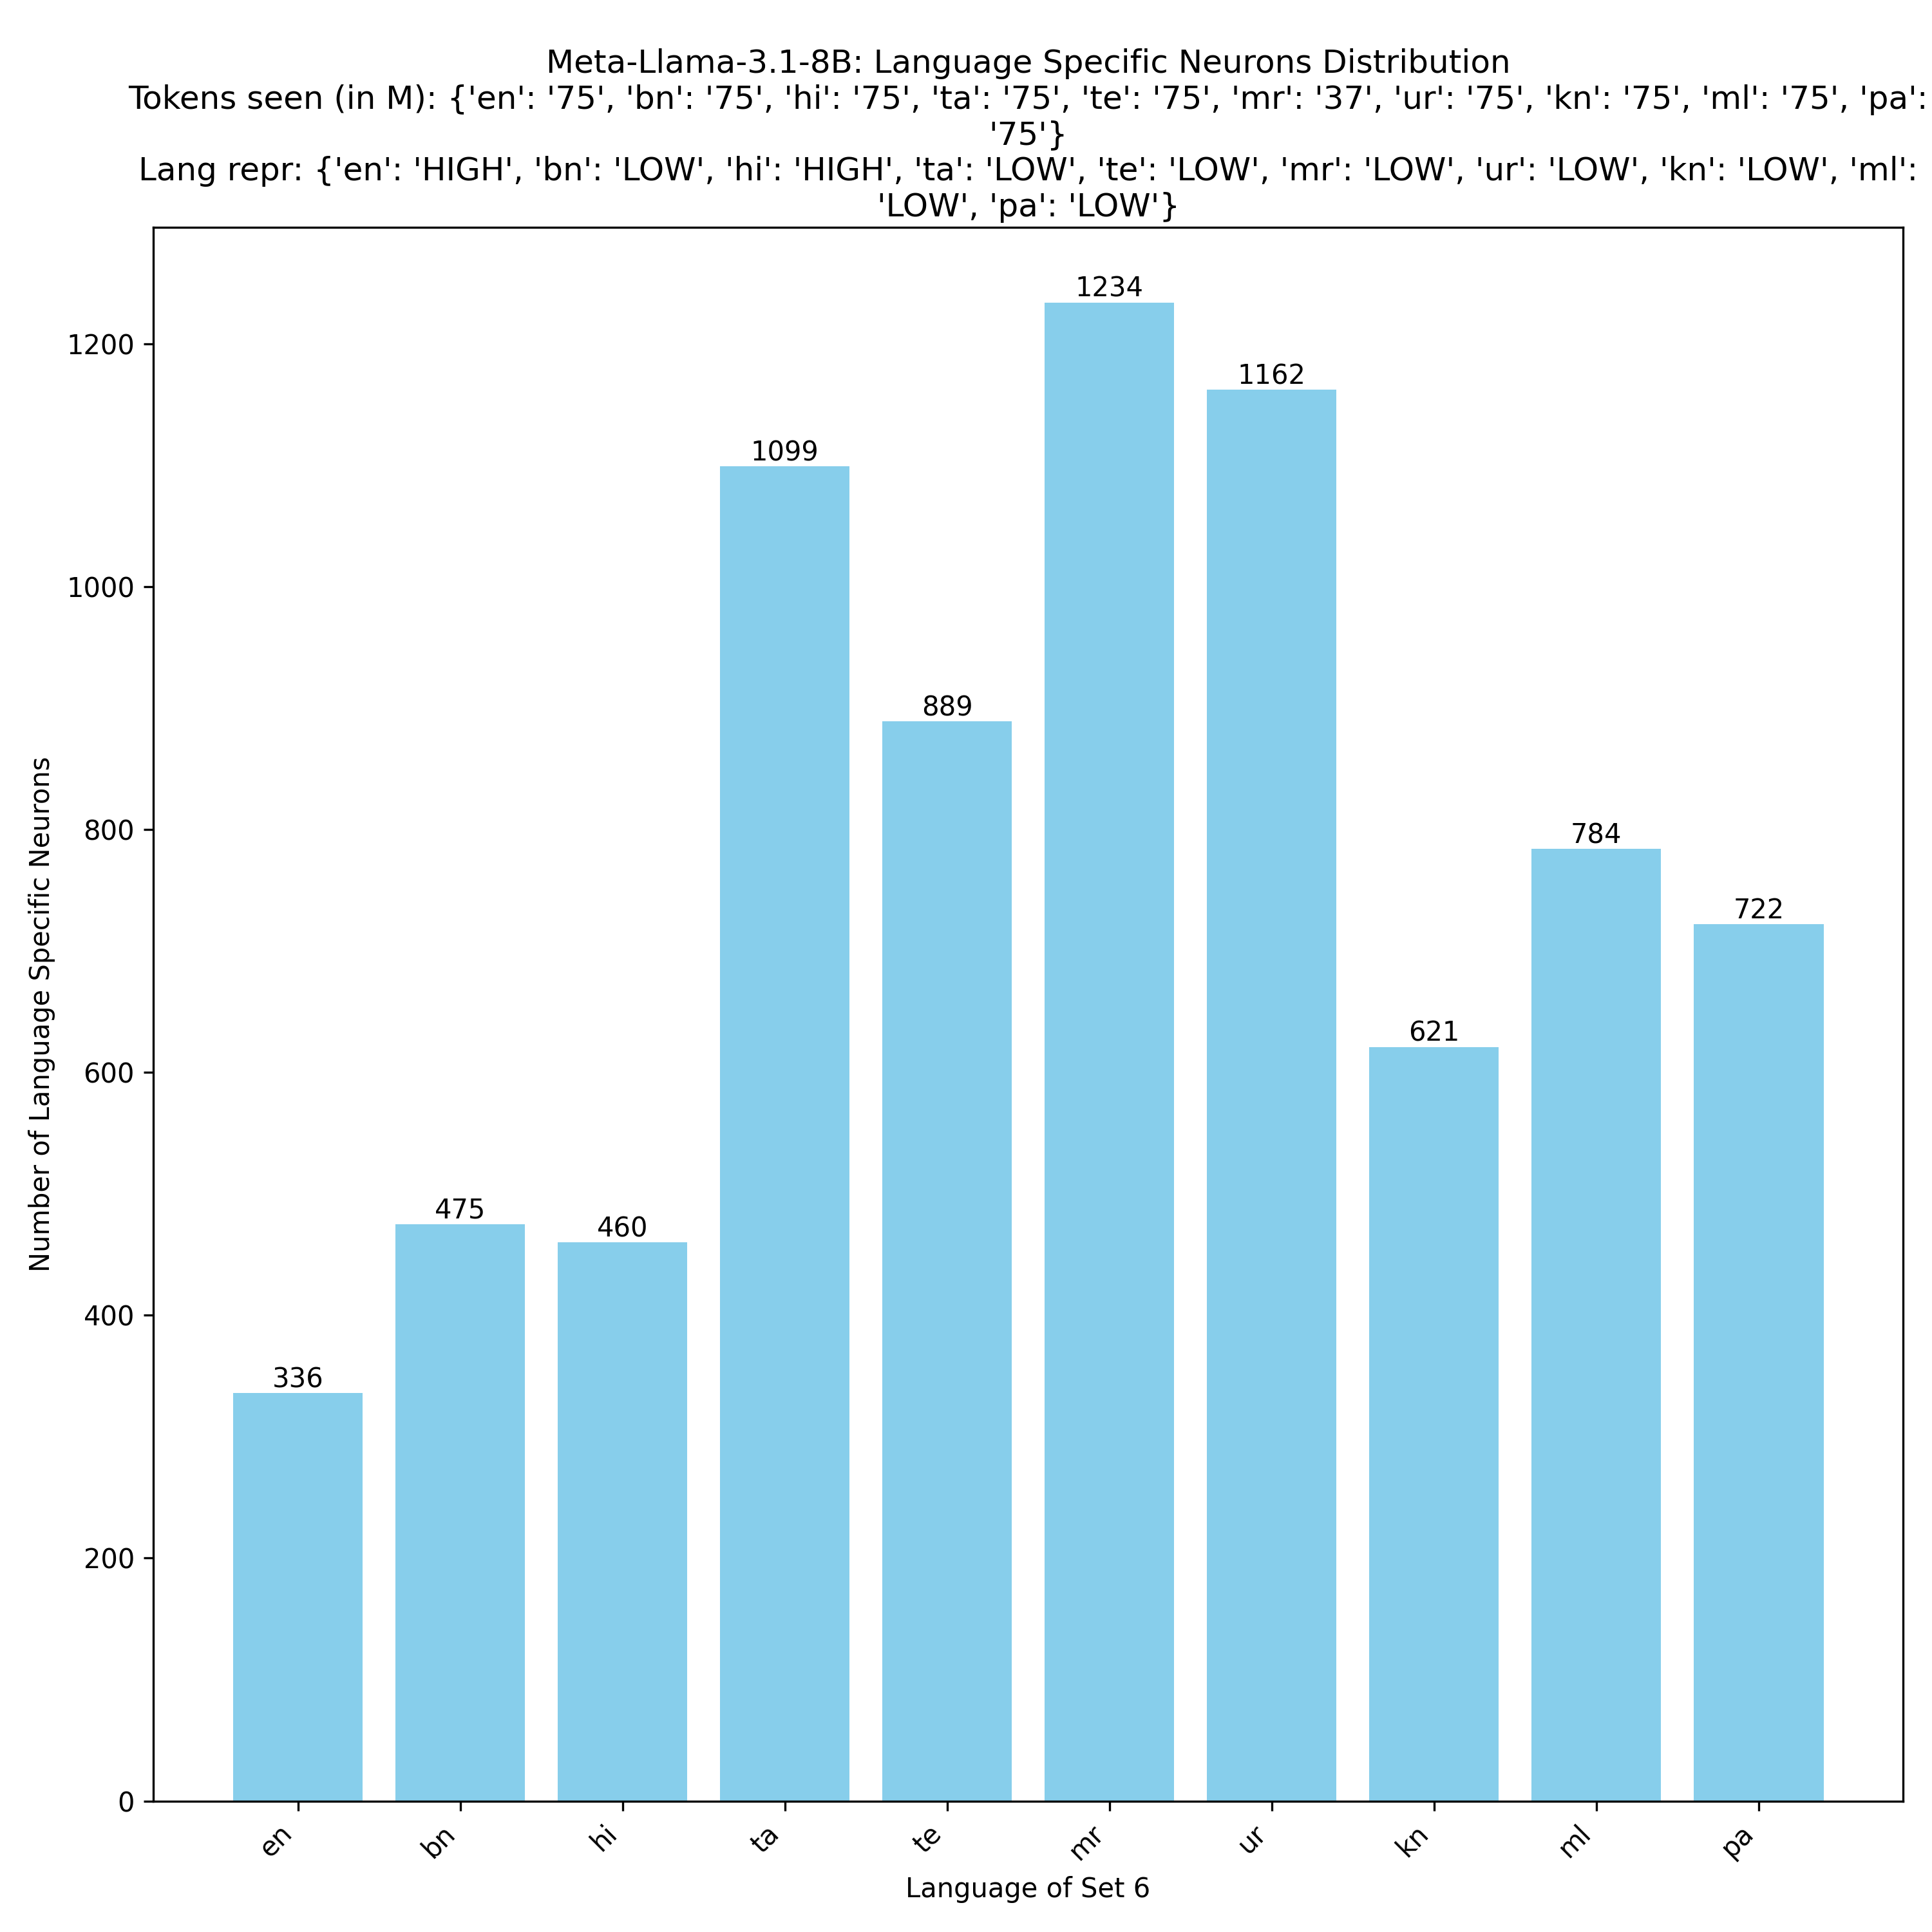 Meta-Llama-3.1-8B: Language Specific Neurons Distribution
Tokens seen (in M): {'en': '75', 'bn': '75', 'hi': '75', 'ta': '75', 'te': '75', 'mr': '37', 'ur': '75', 'kn': '75', 'ml': '75', 'pa':
'75'}
Lang repr: {'en': 'HIGH', 'bn': 'LOW', 'hi': 'HIGH', 'ta': 'LOW', 'te': 'LOW', 'mr': 'LOW', 'ur': 'LOW', 'kn': 'LOW', 'ml':
'LOW', 'pa': 'LOW'}
Number of Language Specific Neurons
1200
1000
800
600
400
200
0
336
475
460
1099
889
1234
1162
621
784
722
en
bn
hi
ta
te
mr
ur
kn
ml
pa
Language of Set 6